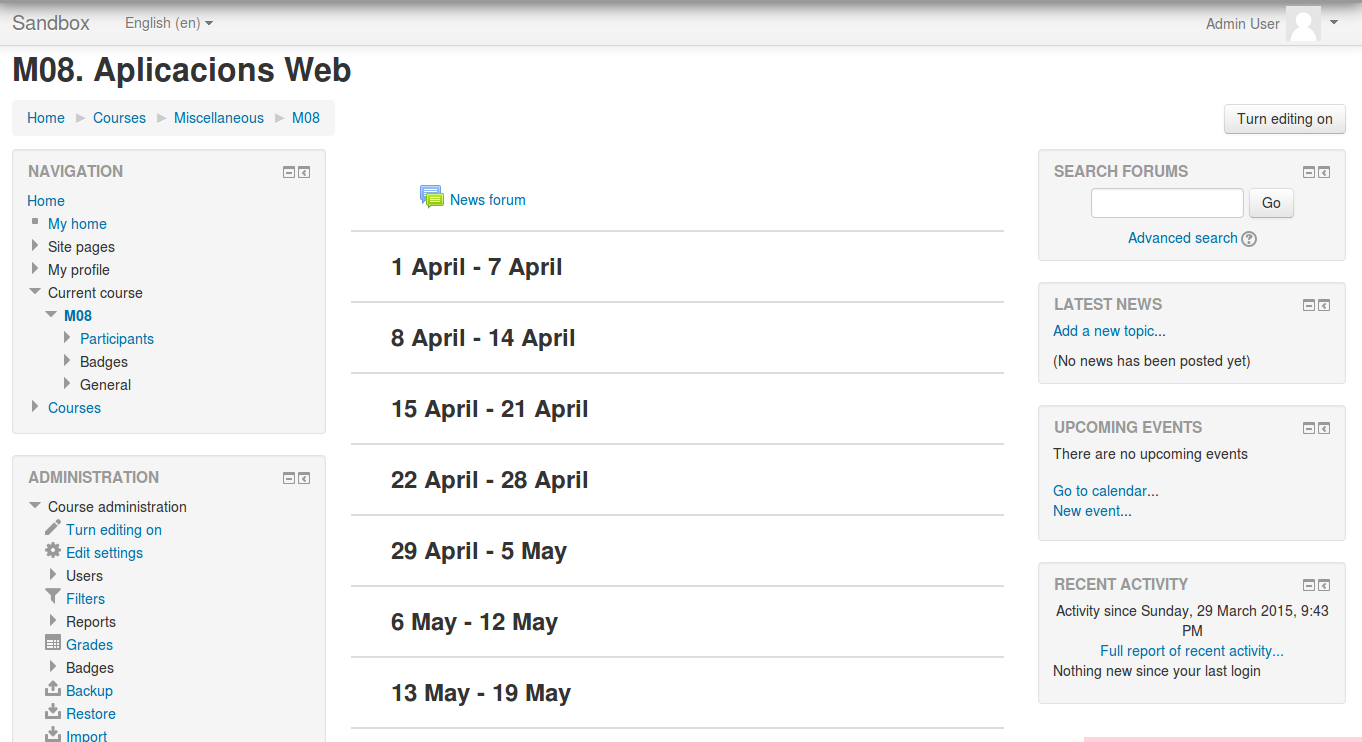 Sandbox
English (en)
Admin User
M08. Aplicacions Web
Home
Courses
Miscellaneous
M08
Turn editing on
NAVIGATION
Home
My home
Site pages
My profile
Current course
M08
Participants
Badges
General
Courses
ADMINISTRATION
Course administration
Turn editing on
Edit settings
Users
Filters
Reports
Grades
Badges
Backup
Restore
Import
News forum
1 April - 7 April
8 April - 14 April
15 April - 21 April
22 April - 28 April
29 April - 5 May
6 May - 12 May
13 May - 19 May
SEARCH FORUMS
Go
Advanced search ?
LATEST NEWS
Add a new topic...
(No news has been posted yet)
UPCOMING EVENTS
There are no upcoming events
Go to calendar...
New event...
RECENT ACTIVITY
Activity since Sunday, 29 March 2015, 9:43
PM
Full report of recent activity...
Nothing new since your last login